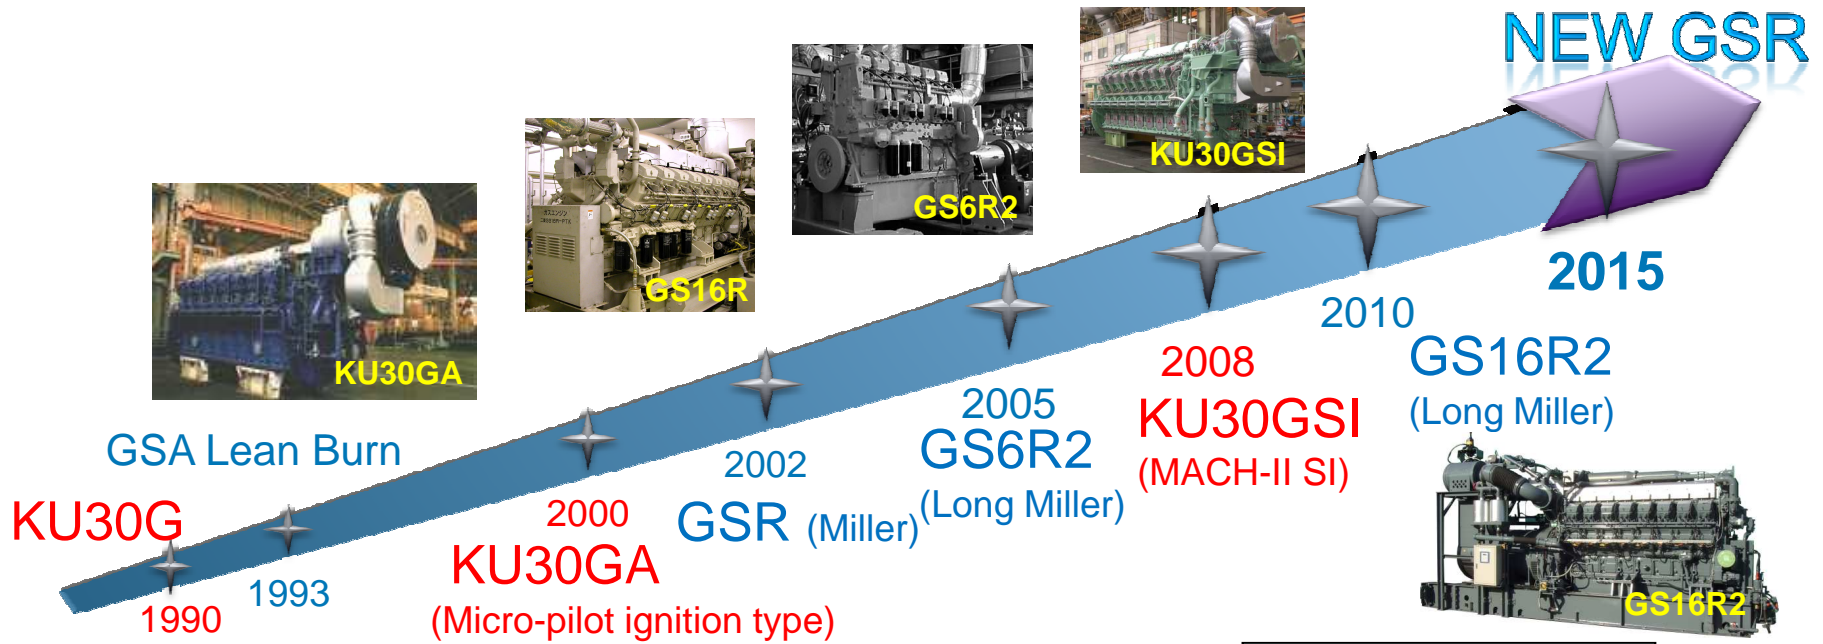 NEW GSR
KU30GSI
GS6R2
GS16R
KU30GA
2015
2010
GS16R2
(Long Miller)
2008
KU30GSI
(MACH-II SI)
2005
GS6R2
(Long Miller)
2002
GSR (Miller)
2000
KU30GA
(Micro-pilot ignition type)
GSA Lean Burn
1993
KU30G
1990
GS16R2